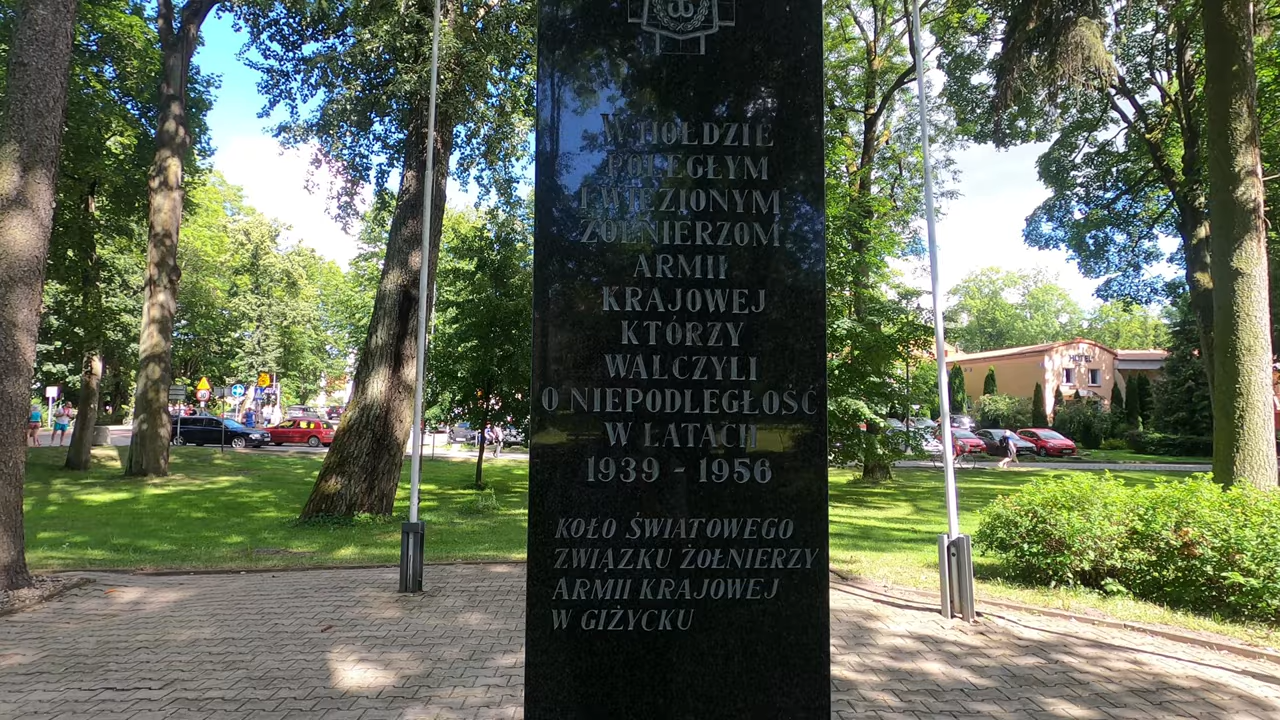 W HOŁDZIE
POLEGŁYM
I WIĘZIONYM
ŻOŁNIERZOM
ARMII
KRAJOWEJ
KTÓRZY
WALCZYLI
O NIEPODLEGŁOŚĆ
W LATACH
1939 - 1956
KOŁO ŚWIATOWEGO
ZWIĄZKU ŻOŁNIERZY
ARMII KRAJOWEJ
W GIŻYCKU
HOTEL